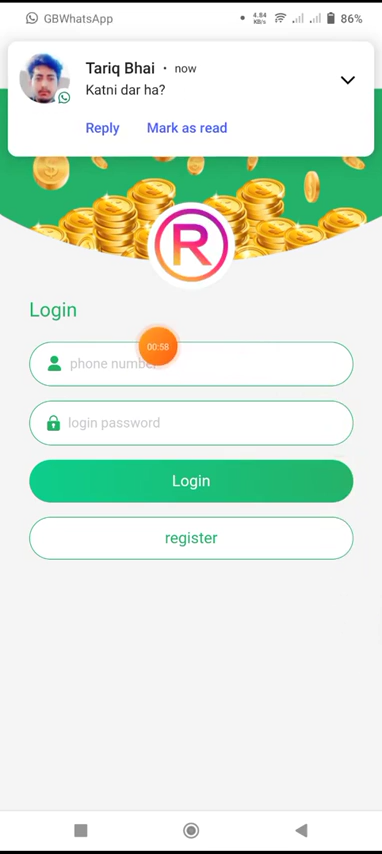 GBWhatsApp
4.84
KB/s
86%
Tariq Bhai • now
Katni dar ha?
Reply Mark as read
R
Login
00:58
phone number
login password
Login
register